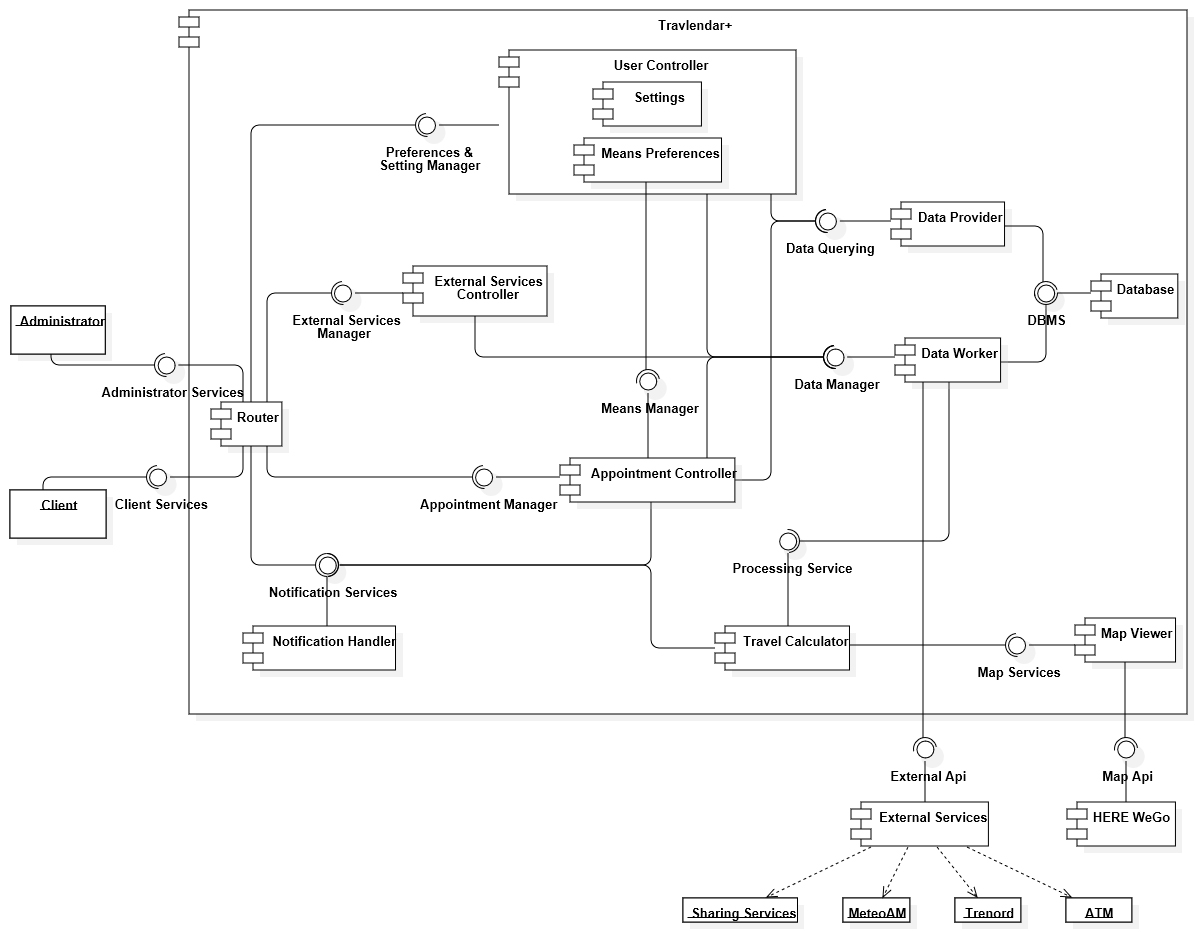 Travlendar+
User Controller
Settings
Preferences &
Setting Manager
Means Preferences
Data Querying
Data Provider
External Services
Controller
External Services
Manager
Database
DBMS
Administrator
Administrator Services
Data Manager
Data Worker
Means Manager
Router
Client
Client Services
Appointment Manager
Appointment Controller
Processing Service
Notification Services
Notification Handler
Travel Calculator
Map Services
Map Viewer
External Api
Map Api
External Services
HERE WeGo
Sharing Services
MeteoAM
Trenord
ATM